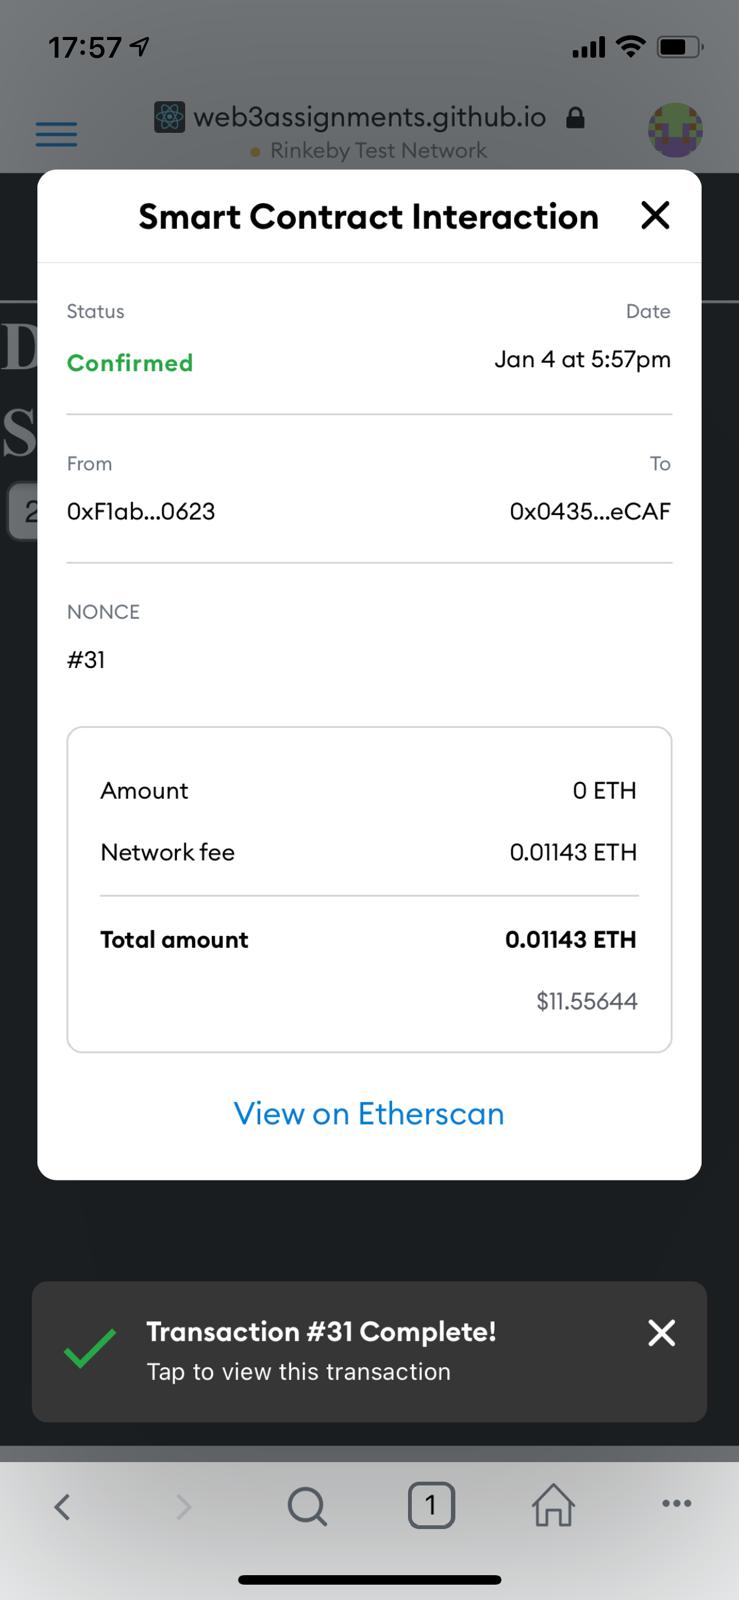 17:57
web3assignments.github.io
Rinkeby Test Network
Smart Contract Interaction
Status Date
Confirmed Jan 4 at 5:57pm
From To
0xF1ab...0623 0x0435...eCAF
NONCE
#31
Amount 0 ETH
Network fee 0.01143 ETH
Total amount 0.01143 ETH
$11.55644
View on Etherscan
D
S
2
Transaction #31 Complete!
Tap to view this transaction
1